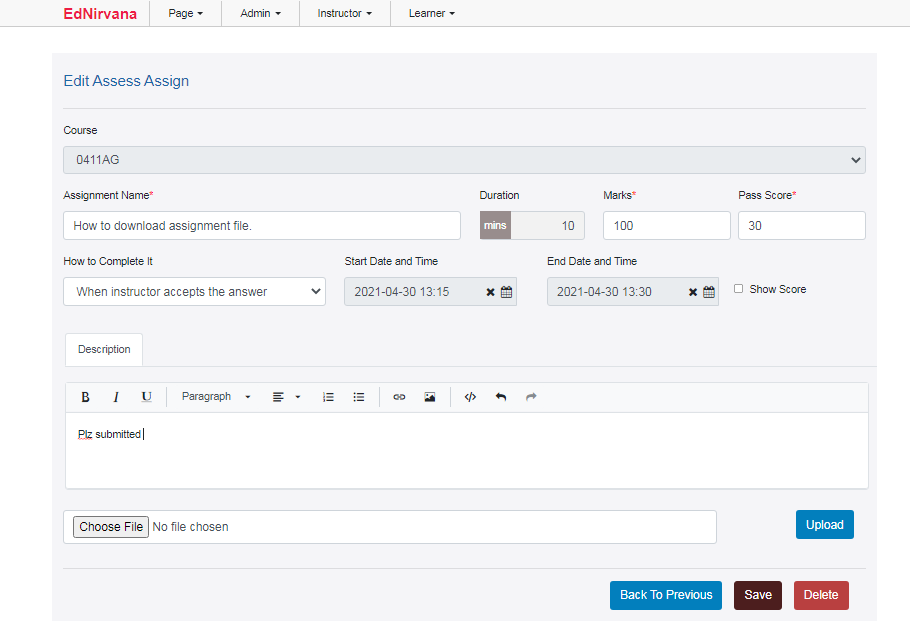 EdNirvana Page Admin Instructor Learner
Edit Assess Assign
Course
0411AG
Assignment Name* Duration Marks* Pass Score*
How to download assignment file. mins 10 100 30
How to Complete It Start Date and Time End Date and Time
When instructor accepts the answer 2021-04-30 13:15 2021-04-30 13:30 Show Score
Description
B I U Paragraph
Plz submitted
Choose File No file chosen Upload
Back To Previous Save Delete